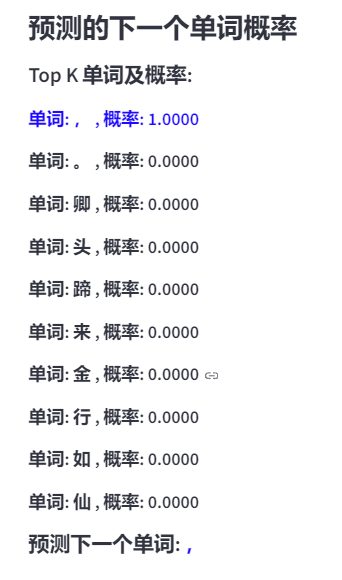 预测的下一个单词概率
Top K 单词及概率:
单词: ， , 概率: 1.0000
单词: 。 , 概率: 0.0000
单词: 卿 , 概率: 0.0000
单词: 头 , 概率: 0.0000
单词: 蹄 , 概率: 0.0000
单词: 来 , 概率: 0.0000
单词: 金 , 概率: 0.0000
单词: 行 , 概率: 0.0000
单词: 如 , 概率: 0.0000
单词: 仙 , 概率: 0.0000
预测下一个单词: ，